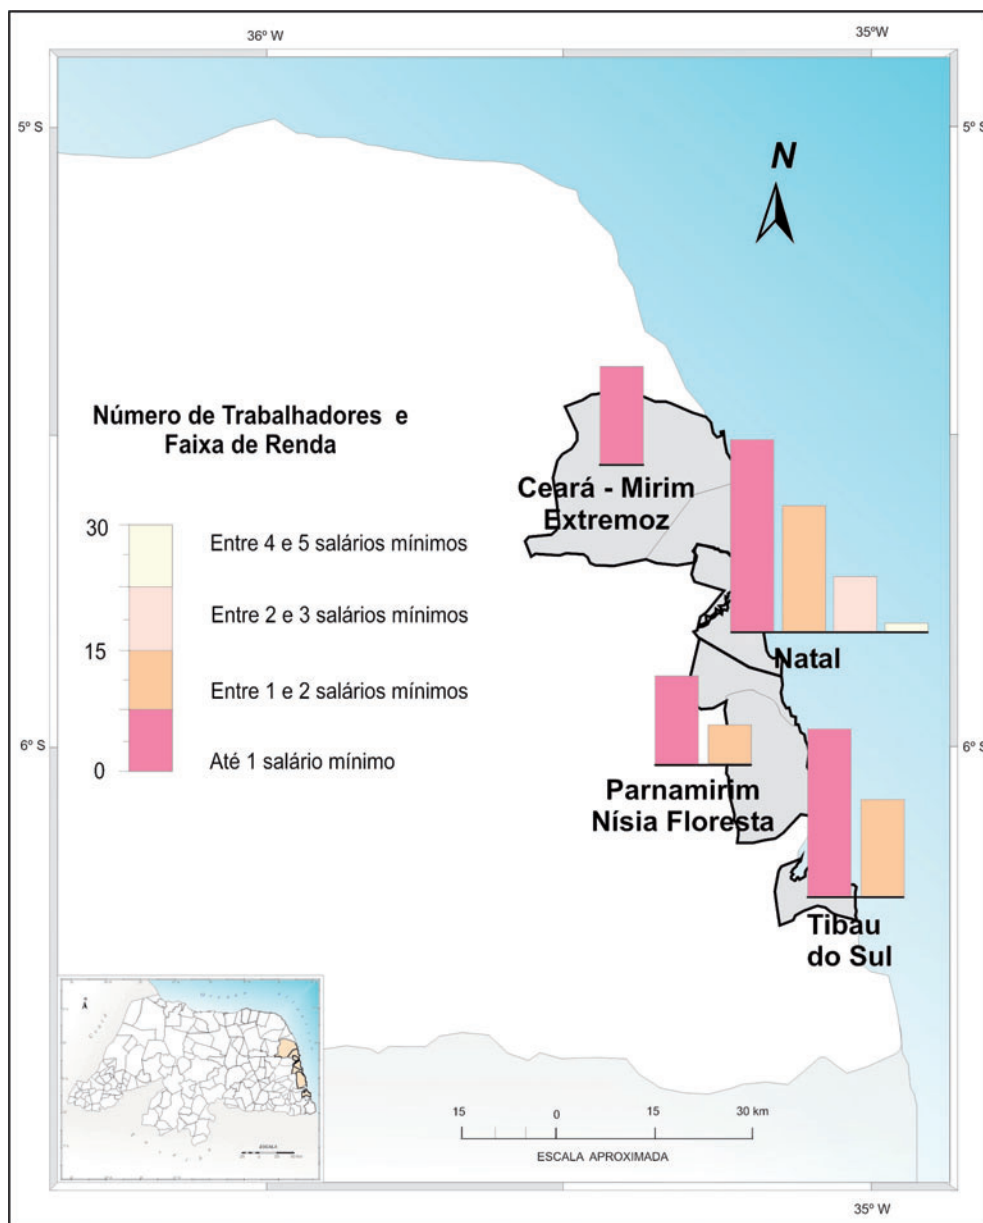 36º W
35º W
5º S
5º S
N
Número de Trabalhadores e
Faixa de Renda
30
Entre 4 e 5 salários mínimos
Entre 2 e 3 salários mínimos
15
Entre 1 e 2 salários mínimos
0
Até 1 salário mínimo
Ceará - Mirim
Extremoz
Natal
6º S
6º S
Parnamirim
Nísia Floresta
Tibau
do Sul
15 0 15 30 km
ESCALA APROXIMADA
ESCALA
35º W